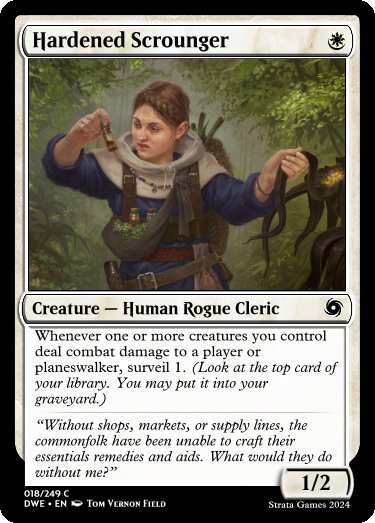 Hardened Scrounger
Creature — Human Rogue Cleric
Whenever one or more creatures you control
deal combat damage to a player or
planeswalker, surveil 1. (Look at the top card of
your library. You may put it into your
graveyard.)
“Without shops, markets, or supply lines, the
commonfolk have been unable to craft their
essentials remedies and aids. What would they do
without me?”
1/2
018/249 C
DWE • EN Tom Vernon Field
Strata Games 2024